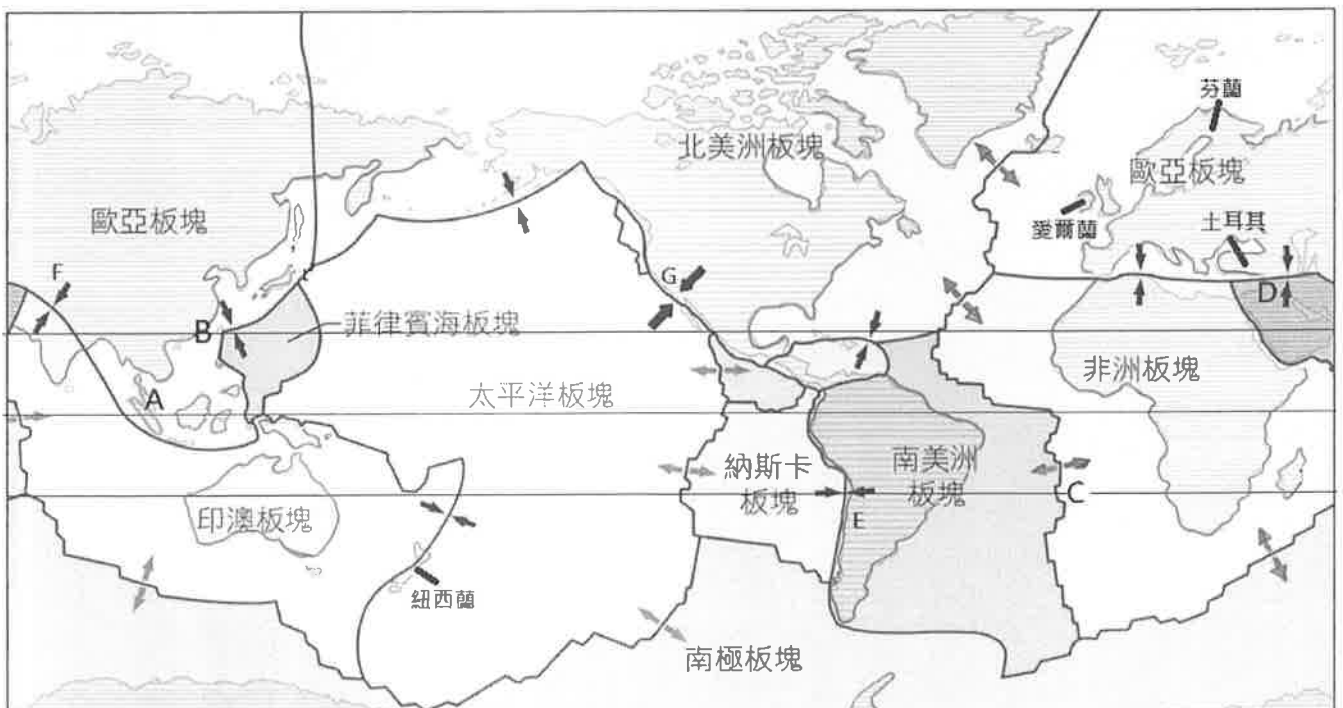 芬蘭
北美洲板塊
歐亞板塊
愛爾蘭
土耳其
歐亞板塊
F
G
D
B
菲律賓海板塊
太平洋板塊
非洲板塊
A
納斯卡
板塊
南美洲
板塊
C
E
印澳板塊
紐西蘭
南極板塊